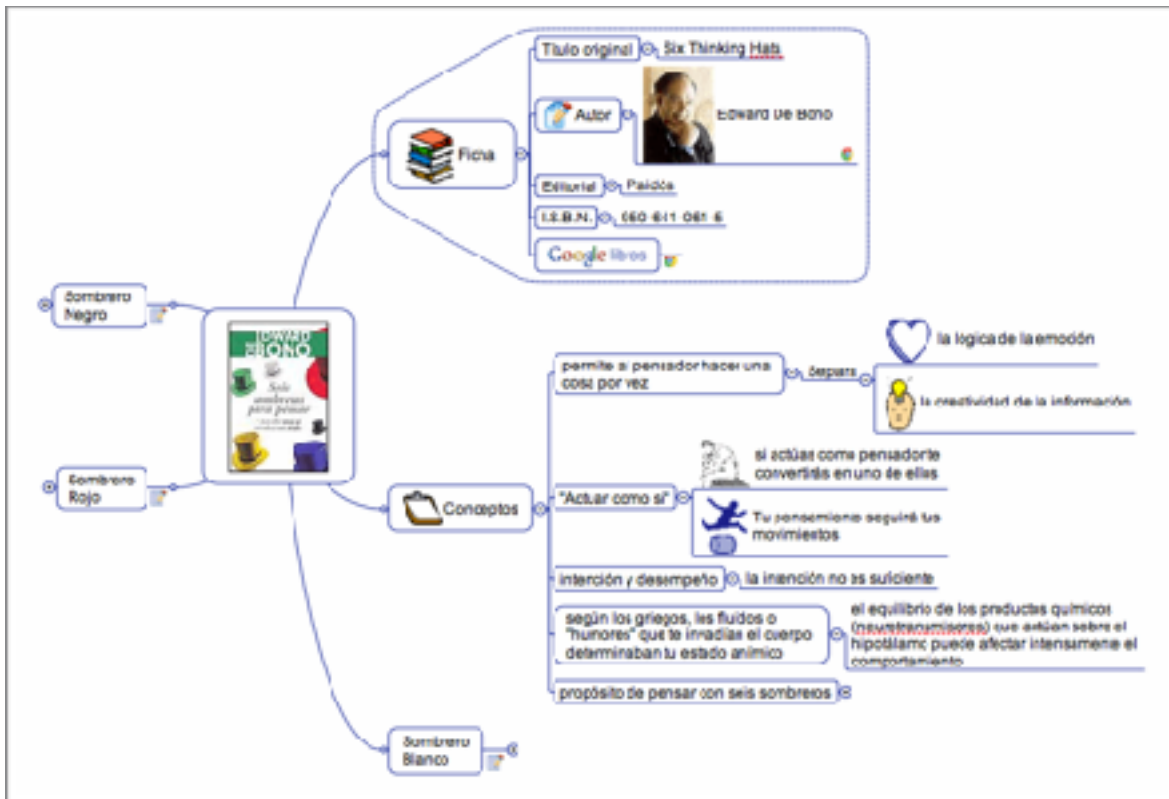 Título original
Six Thinking Hats
Autor
Edward De Bono
Ficha
Editorial
Paidós
I.S.B.N.
Google libros
Sombrero
Negro
EDWARD
DE BONO
Seis
sombreros
para pensar
Sombrero
Rojo
Conceptos
permite al pensador hacer una
cosa por vez
Separa
la lógica de la emoción
la creatividad de la información
"Actuar como si"
si actúas como pensador te
convertirás en uno de ellos
Tu pensamiento seguirá tus
movimientos
intención y desempeño
la intención no es suficiente
según los griegos, los fluidos o
"humores" que te invadían el cuerpo
determinaban tu estado anímico
el equilibrio de los productos químicos
(neurotransmisores) que actúan sobre el
hipotálamo puede afectar intensamente el
comportamiento
propósito de pensar con seis sombreros
Sombrero
Blanco